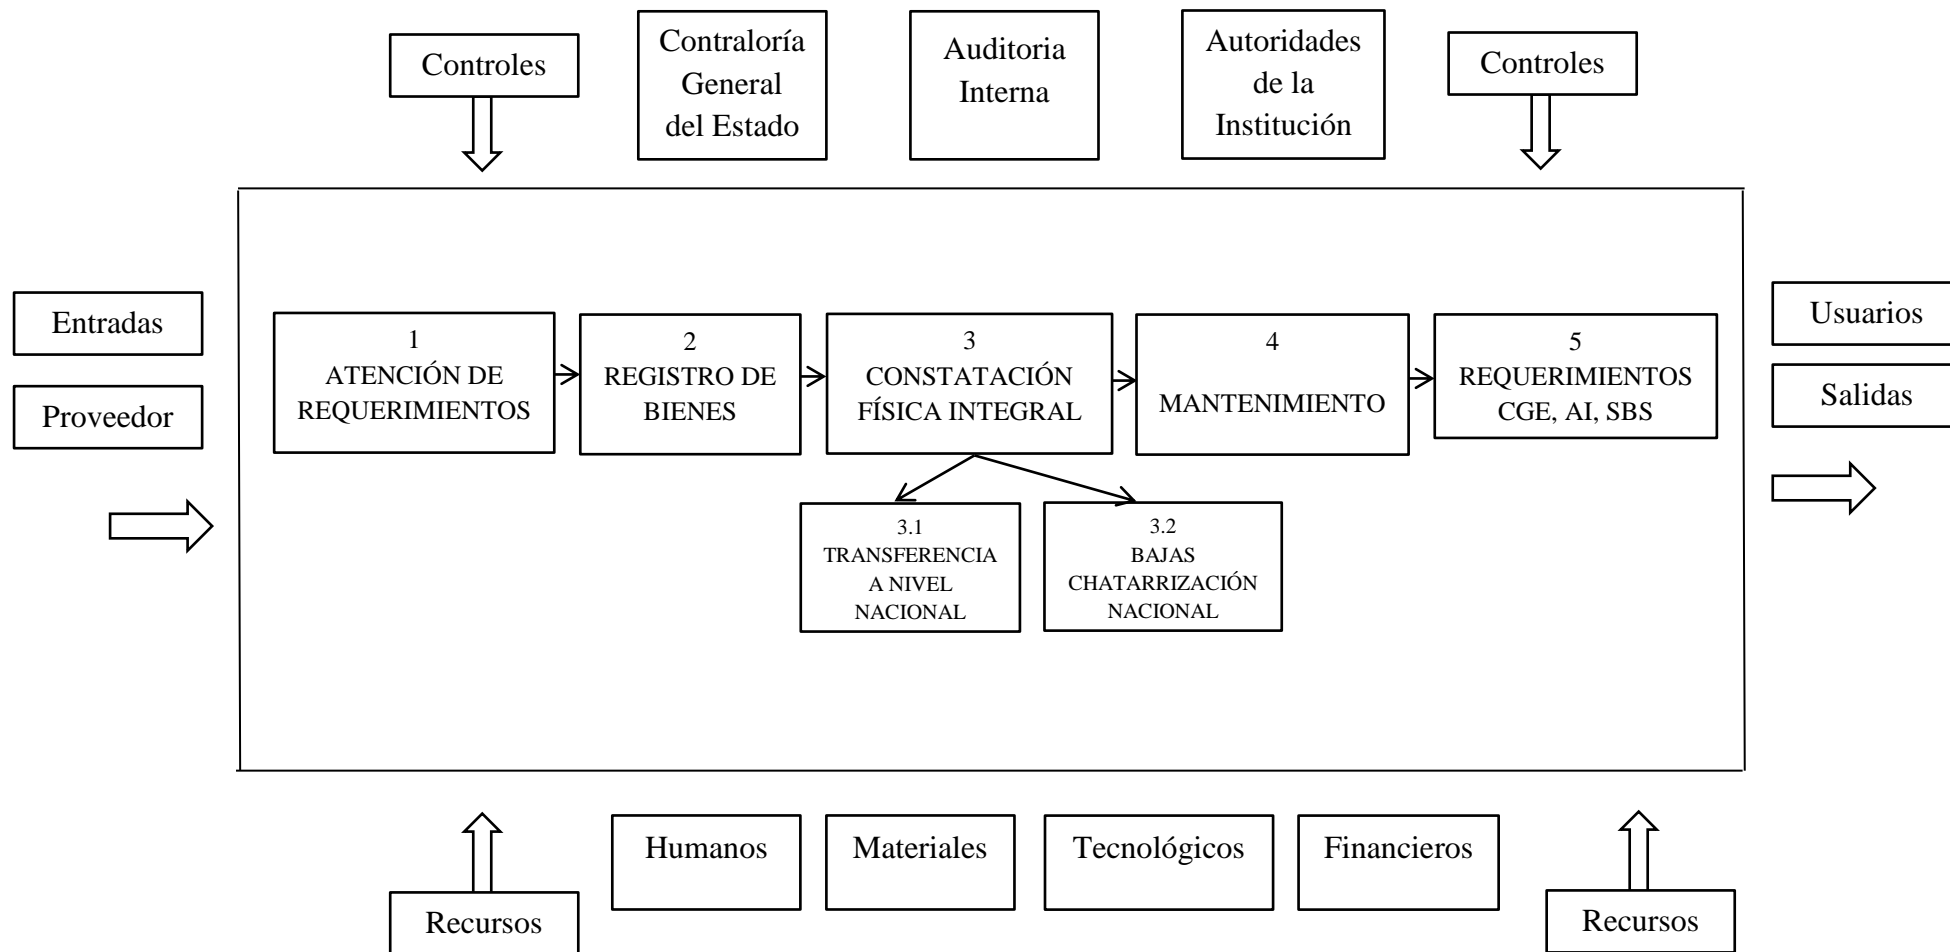 Controles
Contraloría
General
del Estado
Auditoria
Interna
Autoridades
de la
Institución
Controles
Entradas
Proveedor
1
ATENCIÓN DE
REQUERIMIENTOS
2
REGISTRO DE
BIENES
3
CONSTATACIÓN
FÍSICA INTEGRAL
4
MANTENIMIENTO
5
REQUERIMIENTOS
CGE, AI, SBS
Usuarios
Salidas
3.1
TRANSFERENCIA
A NIVEL
NACIONAL
3.2
BAJAS
CHATARRIZACIÓN
NACIONAL
Recursos
Humanos
Materiales
Tecnológicos
Financieros
Recursos